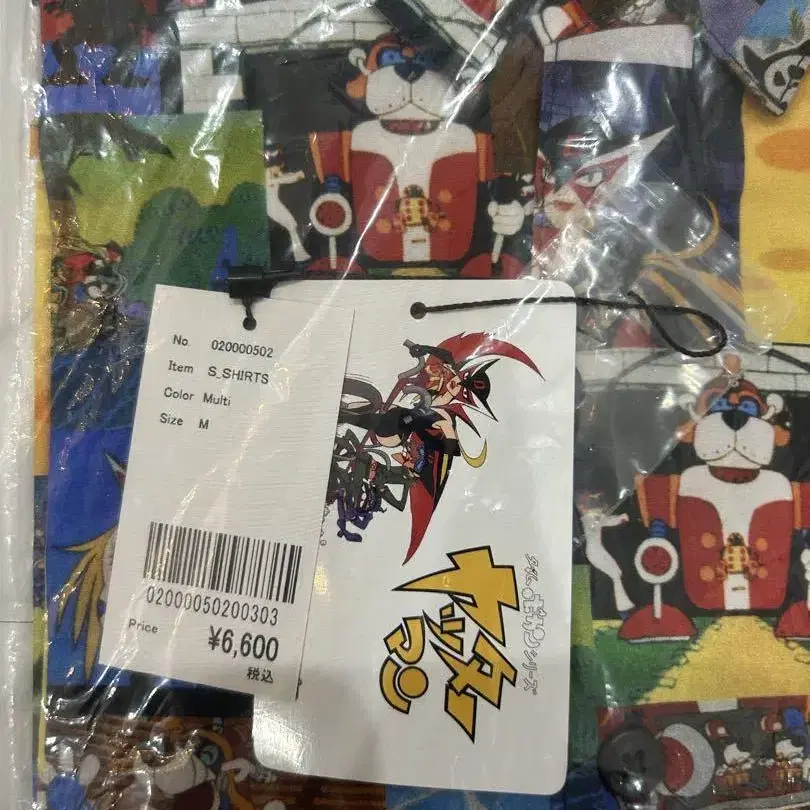 No. 020000502
Item S_SHIRTS
Color Multi
Size M
02000050200303
Price
¥6,600
税込
タイムボカンシリーズ
ヤッターマン